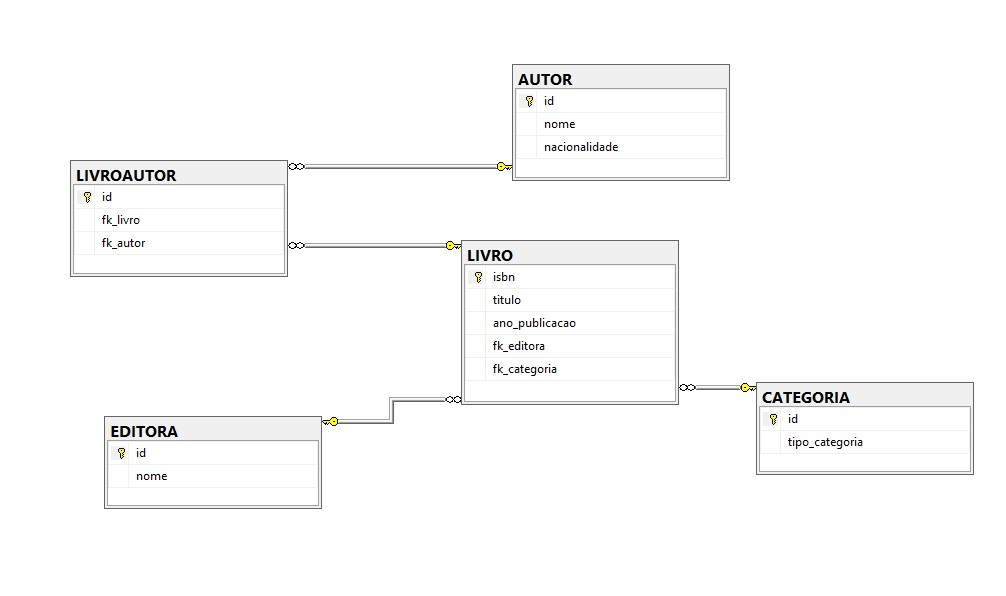 AUTOR
id
nome
nacionalidade
LIVROAUTOR
id
fk_livro
fk_autor
LIVRO
isbn
titulo
ano_publicacao
fk_editora
fk_categoria
EDITORA
id
nome
CATEGORIA
id
tipo_categoria